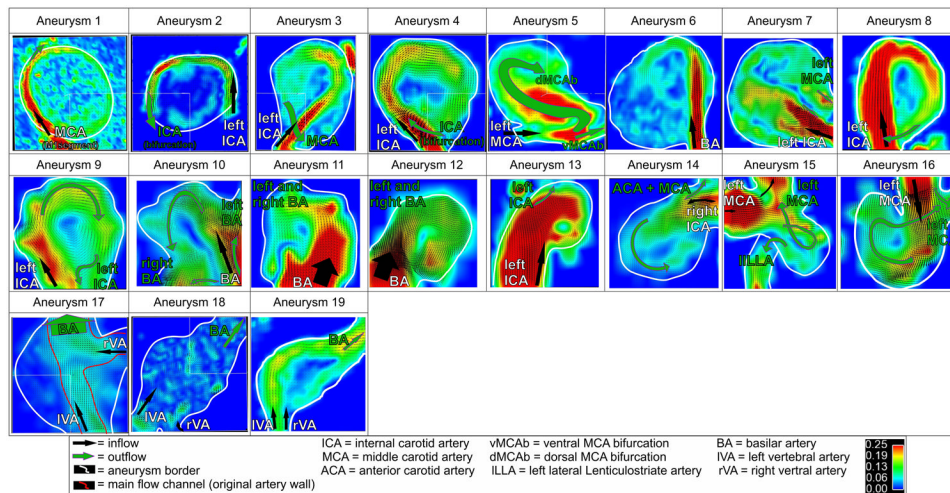 Aneurysm 1 Aneurysm 2 Aneurysm 3 Aneurysm 4 Aneurysm 5 Aneurysm 6 Aneurysm 7 Aneurysm 8
MCA
(M1segment)
ICA
(bifurcation)
left
ICA
left
ICA
MCA
left
ICA
ICA
(bifurcation)
dMCAb
left
MCA
vMCAb
BA
left
MCA
left ICA
left
ICA
Aneurysm 9 Aneurysm 10 Aneurysm 11 Aneurysm 12 Aneurysm 13 Aneurysm 14 Aneurysm 15 Aneurysm 16
left
ICA
left
ICA
left
BA
right
BA
BA
left and
right BA
BA
left and
right BA
BA
left
ICA
left
ICA
ACA + MCA
right
ICA
left
MCA
left
MCA
lLLA
left
MCA
left
Aneurysm 17 Aneurysm 18 Aneurysm 19
BA
rVA
lVA
BA
lVA
rVA
BA
lVA
rVA
= inflow ICA = internal carotid artery vMCAb = ventral MCA bifurcation BA = basilar artery
= outflow MCA = middle carotid artery dMCAb = dorsal MCA bifurcation lVA = left vertebral artery
= aneurysm border ACA = anterior carotid artery lLLA = left lateral Lenticulostriate artery rVA = right vertral artery
= main flow channel (original artery wall)
0.25
0.19
0.13
0.06
0.00